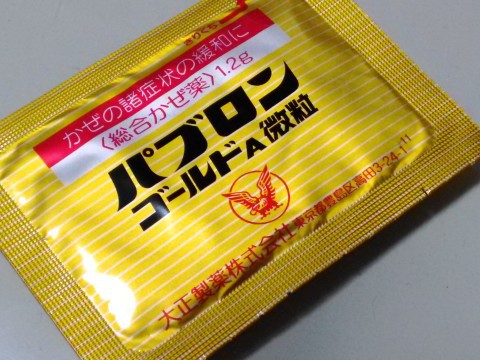 かぜの諸症状の緩和に
〈総合かぜ薬〉1.2g
パブロン
ゴールドA微粒
大正製薬株式会社 東京都豊島区高田3-24-1